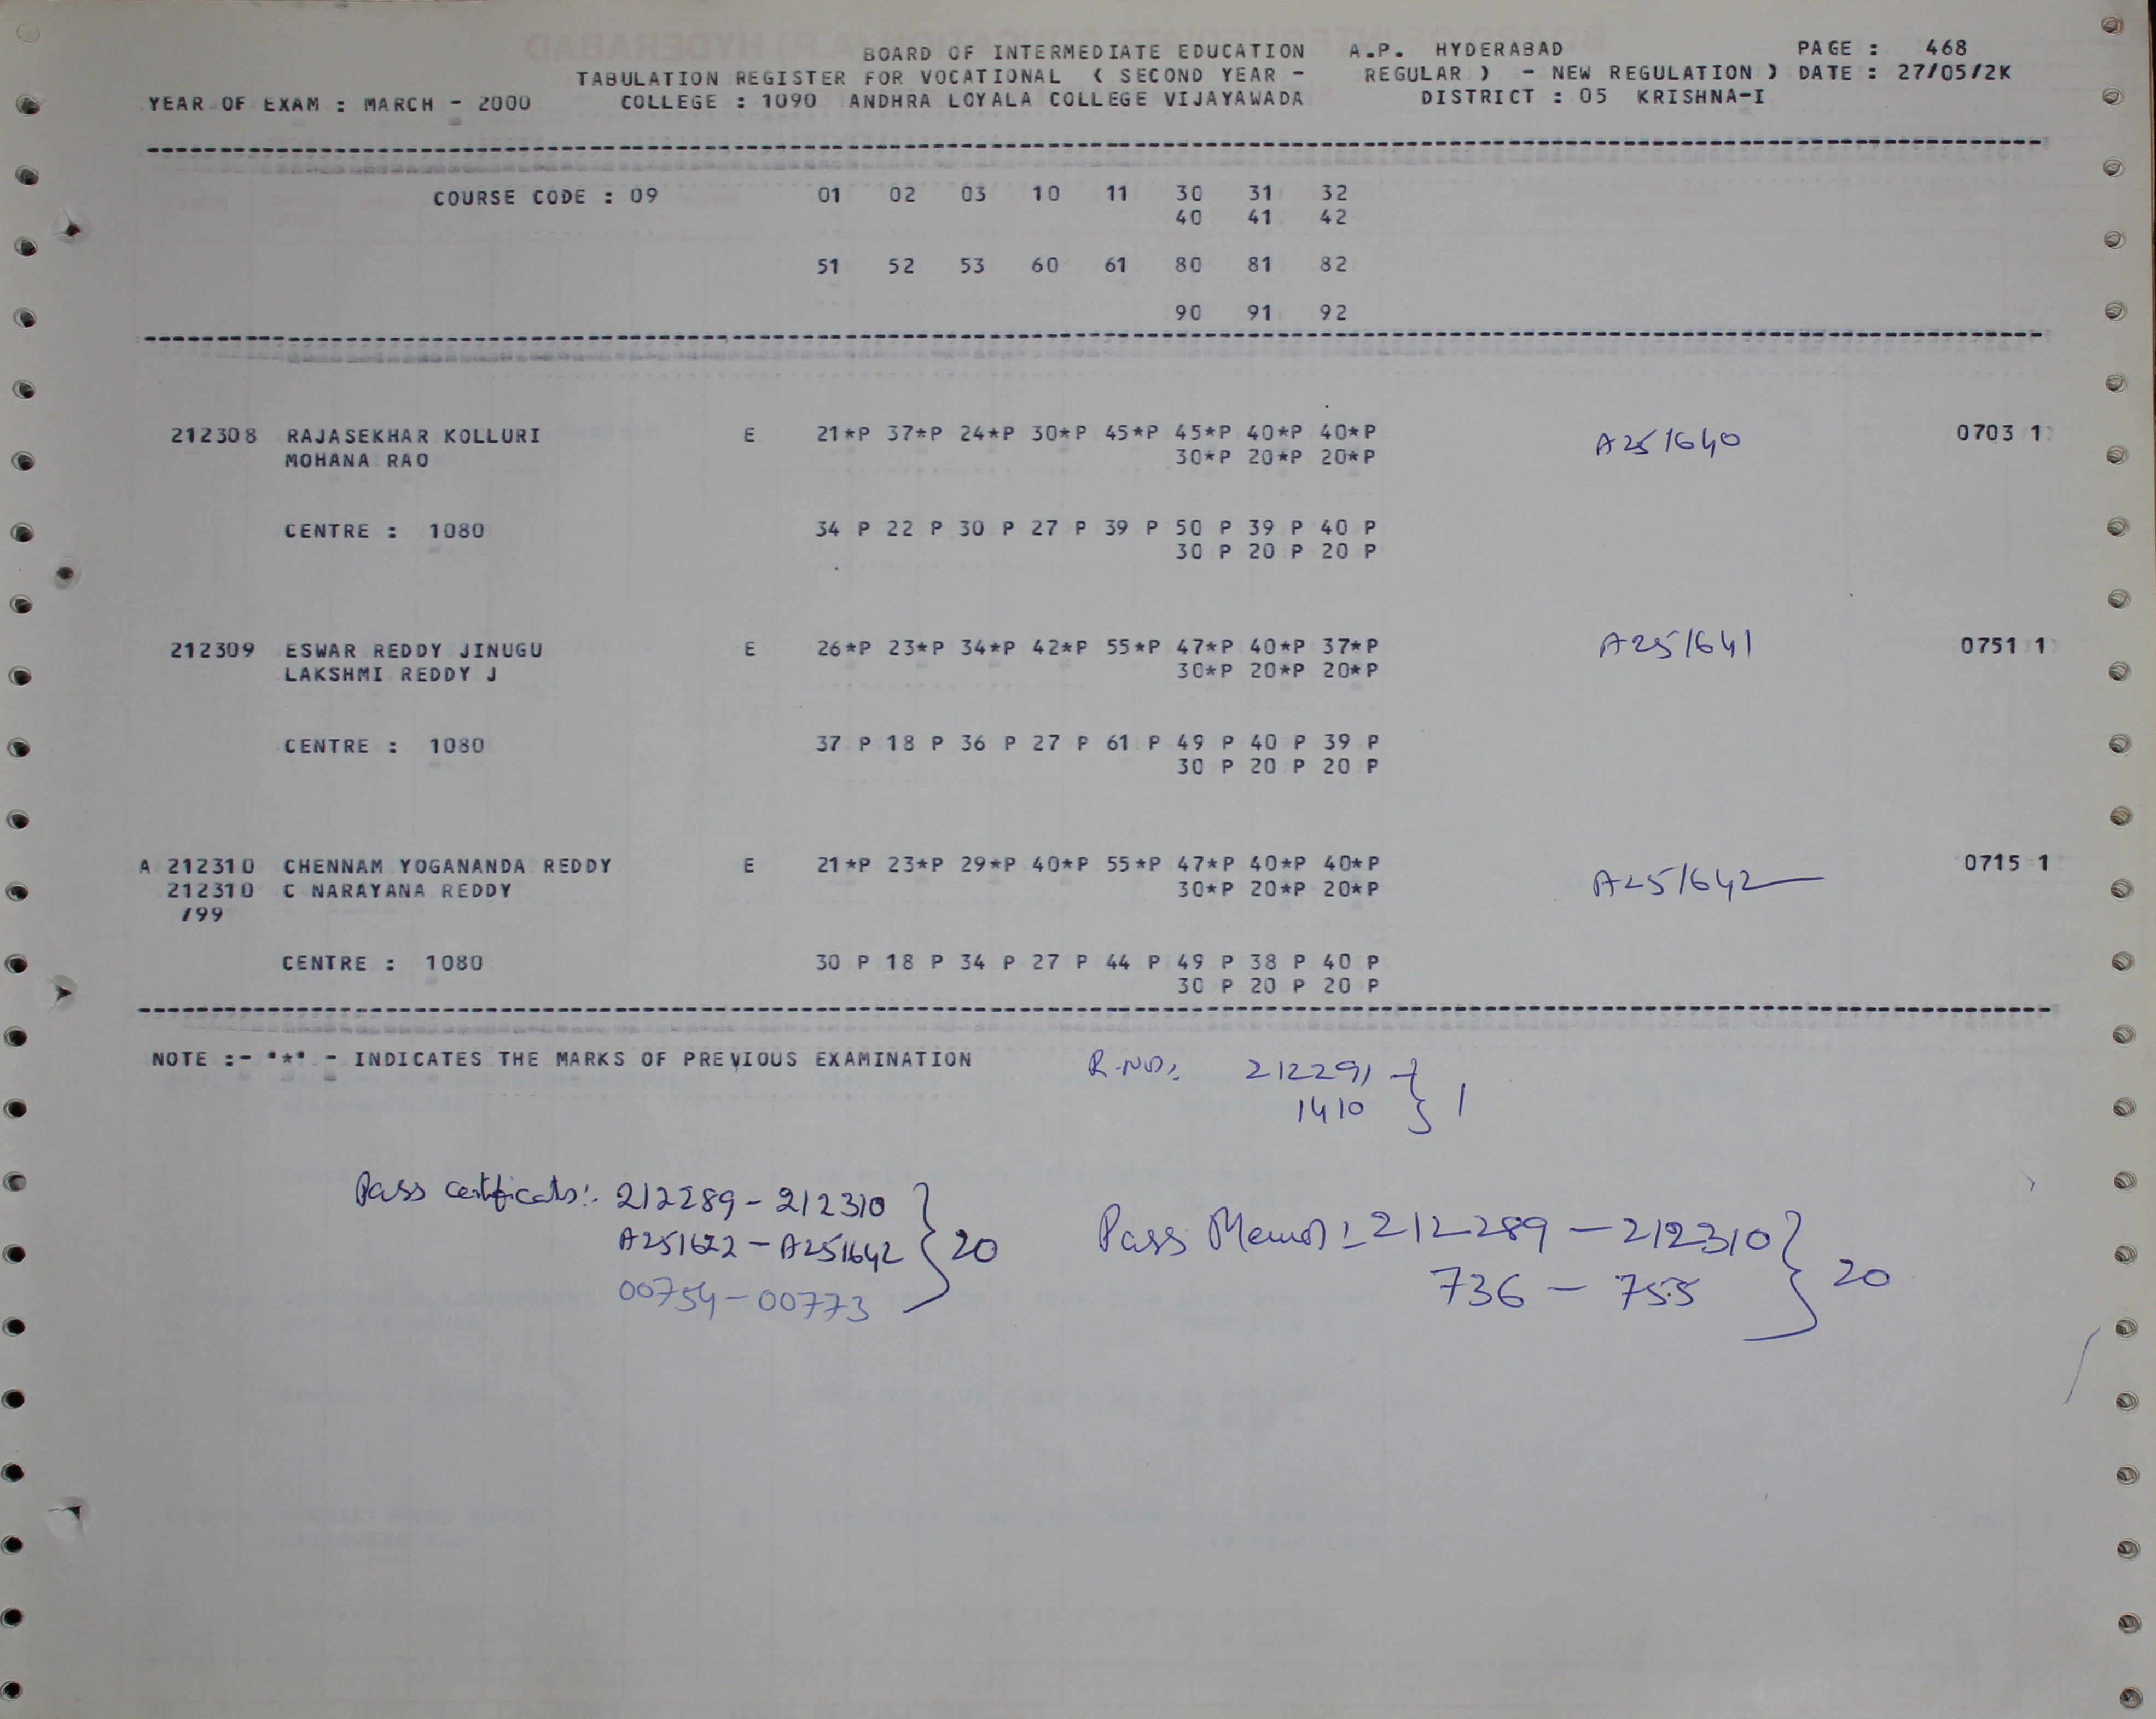 BOARD OF INTERMEDIATE EDUCATION A.P. HYDERABAD PAGE : 468
TABULATION REGISTER FOR VOCATIONAL ( SECOND YEAR - REGULAR ) - NEW REGULATION ) DATE : 27/05/2K
YEAR OF EXAM : MARCH - 2000 COLLEGE : 1090 ANDHRA LOYALA COLLEGE VIJAYAWADA DISTRICT : 05 KRISHNA-I
COURSE CODE : 09 01 02 03 10 11 30 31 32
40 41 42
51 52 53 60 61 80 81 82
90 91 92
212308 RAJASEKHAR KOLLURI E 21*P 37*P 24*P 30*P 45*P 45*P 40*P 40*P A251640 0703 1
MOHANA RAO 30*P 20*P 20*P
CENTRE : 1080 34 P 22 P 30 P 27 P 39 P 50 P 39 P 40 P
30 P 20 P 20 P
212309 ESWAR REDDY JINUGU E 26*P 23*P 34*P 42*P 55*P 47*P 40*P 37*P A251641 0751 1
LAKSHMI REDDY J 30*P 20*P 20*P
CENTRE : 1080 37 P 18 P 36 P 27 P 61 P 49 P 40 P 39 P
30 P 20 P 20 P
A 212310 CHENNAM YOGANANDA REDDY E 21*P 23*P 29*P 40*P 55*P 47*P 40*P 40*P A251642 0715 1
212310 C NARAYANA REDDY 30*P 20*P 20*P
/99
CENTRE : 1080 30 P 18 P 34 P 27 P 44 P 49 P 38 P 40 P
30 P 20 P 20 P
NOTE :- "*" - INDICATES THE MARKS OF PREVIOUS EXAMINATION
R.No: 212291 } 1
1410
Pass certificats:- 212289 - 212310
A251622 - A251642 } 20
00754 - 00773
Pass Memo:- 212289 - 212310 } 20
736 - 755